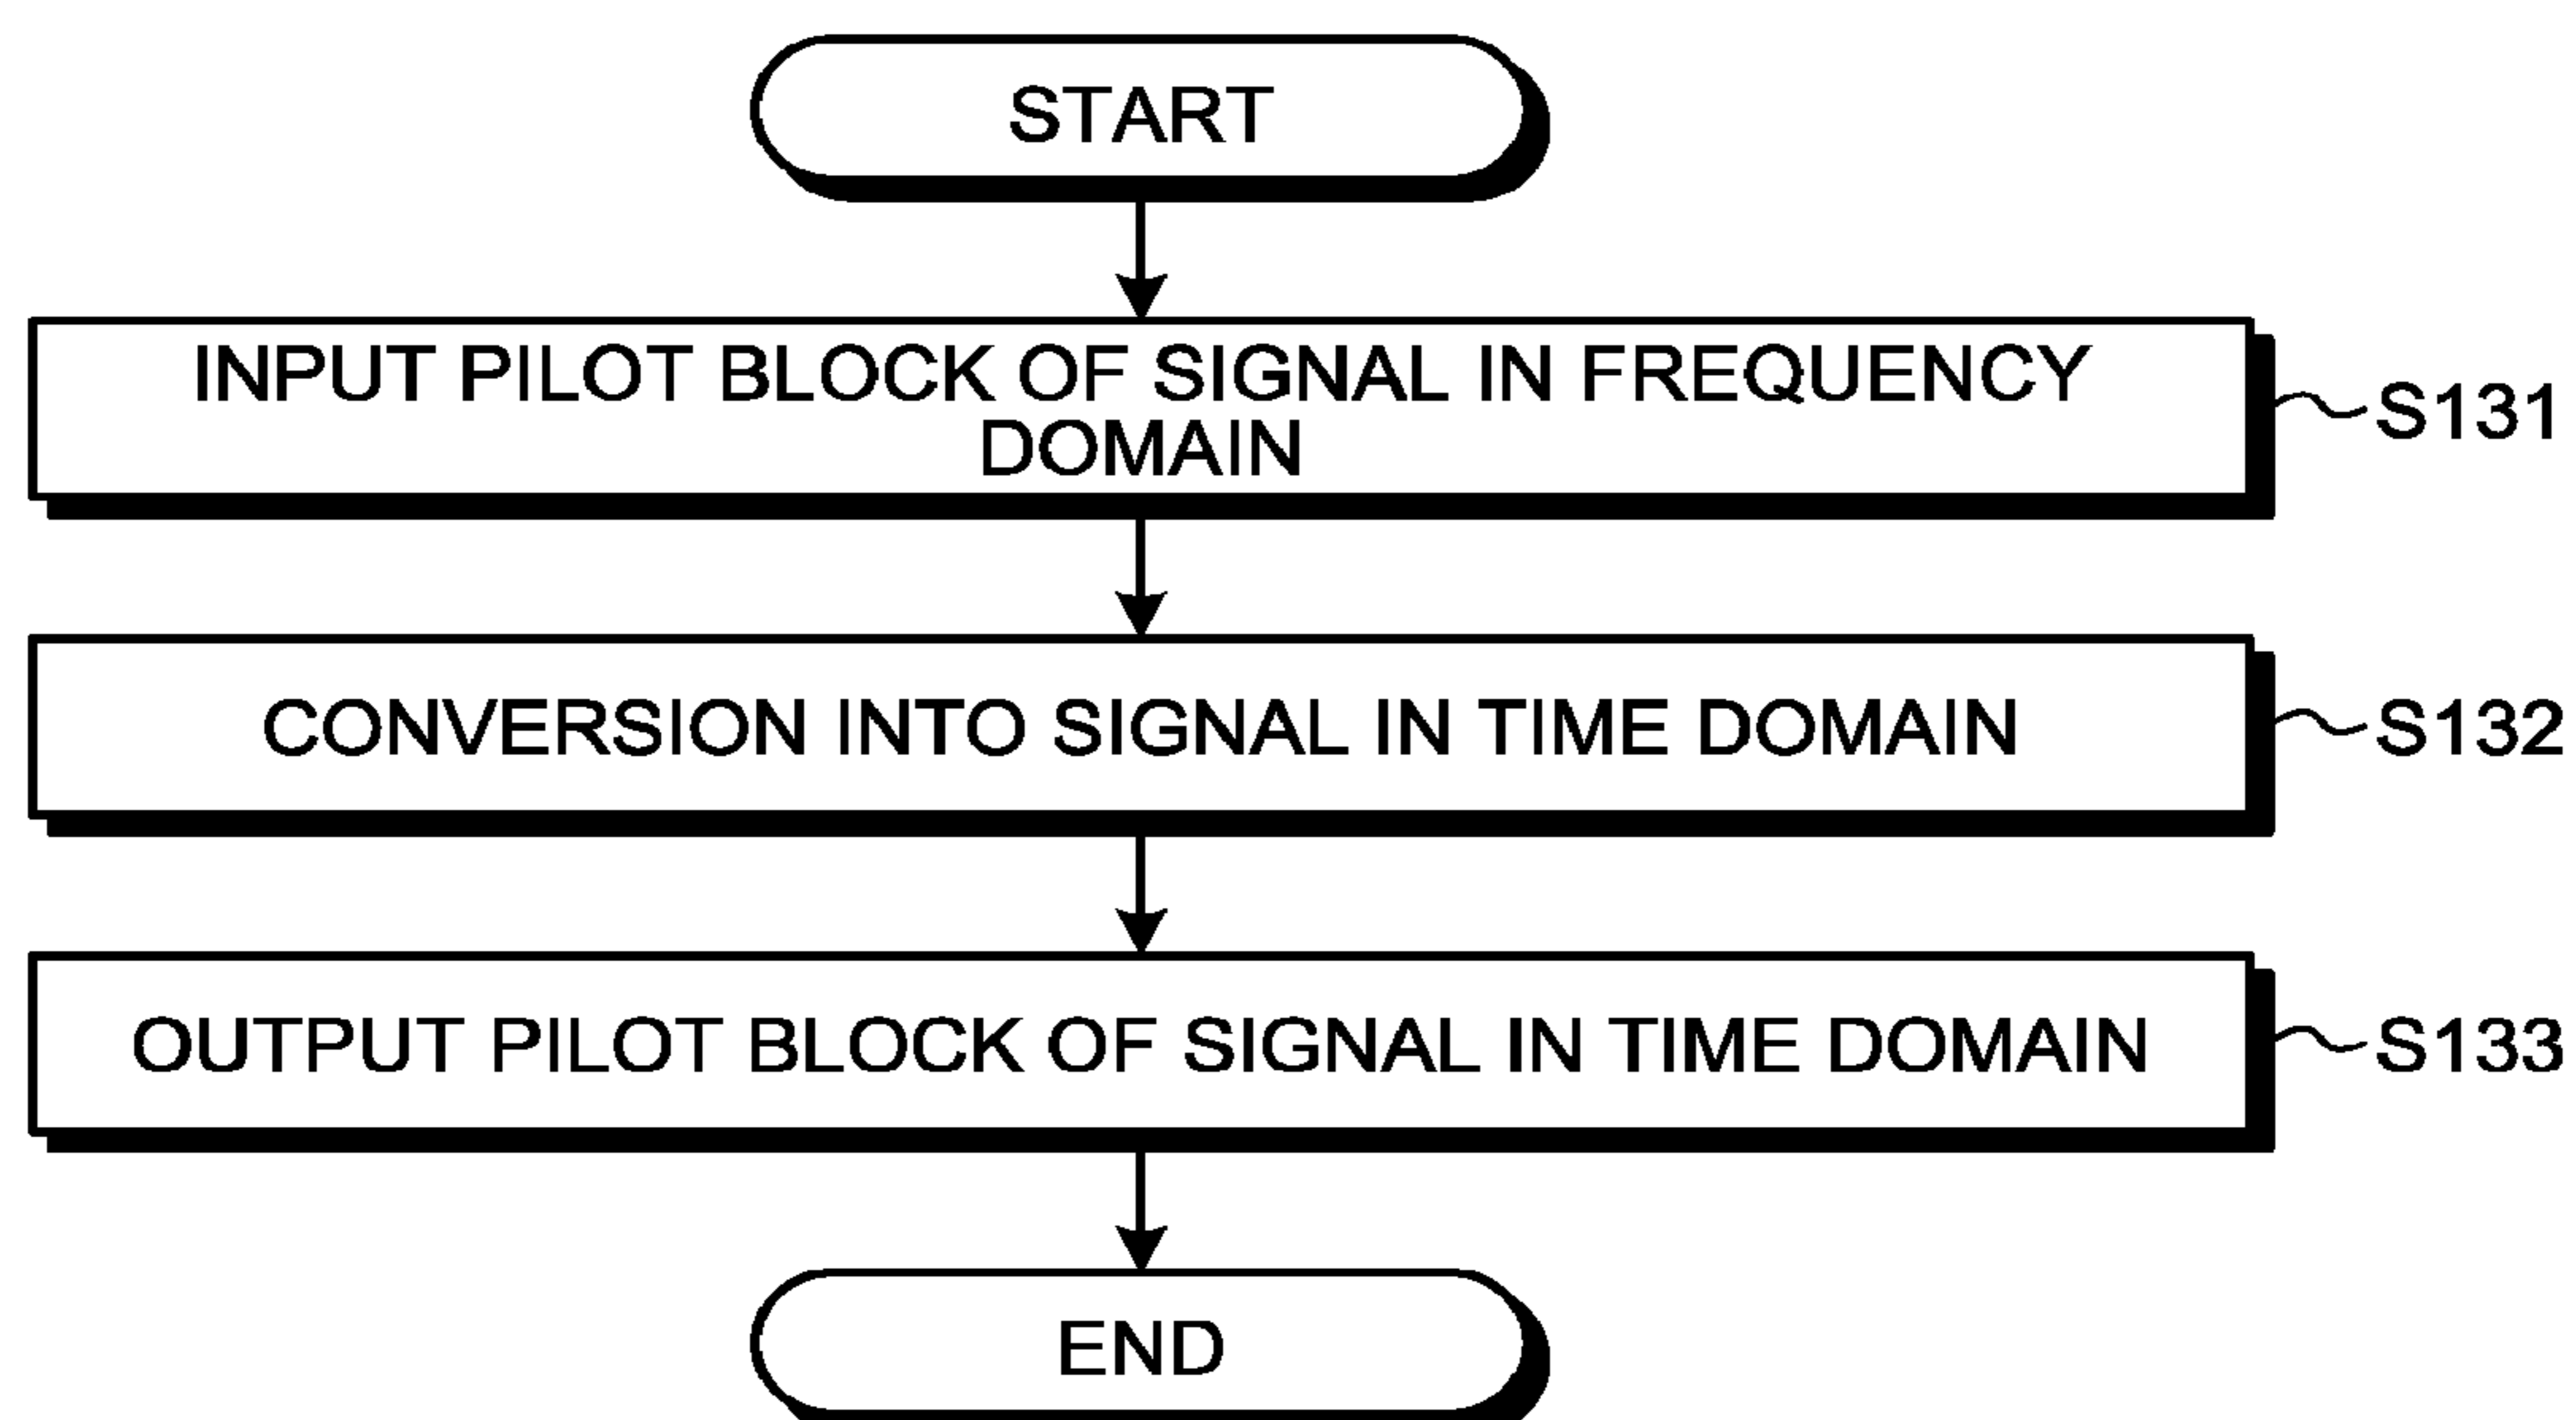 START
INPUT PILOT BLOCK OF SIGNAL IN FREQUENCY
DOMAIN
S131
CONVERSION INTO SIGNAL IN TIME DOMAIN
S132
OUTPUT PILOT BLOCK OF SIGNAL IN TIME DOMAIN
S133
END